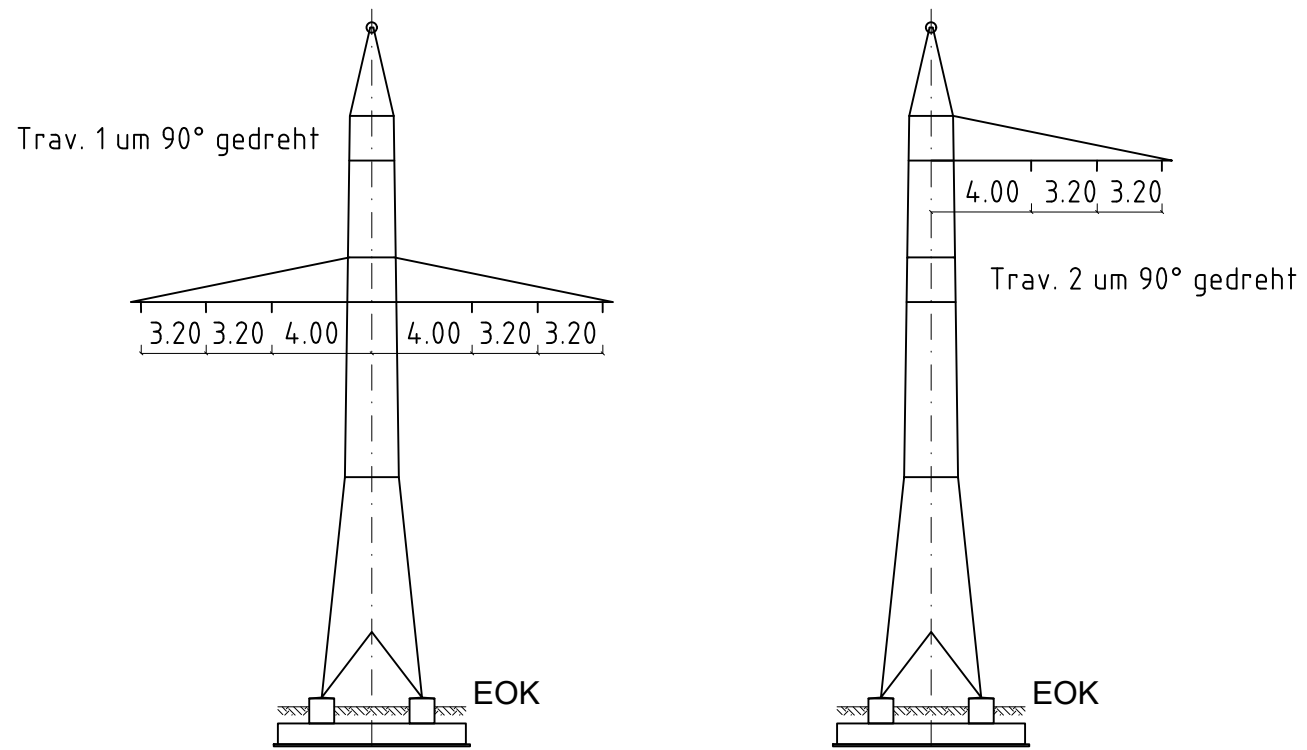 Trav. 1 um 90° gedreht
3.20 3.20 4.00 4.00 3.20 3.20
EOK
4.00 3.20 3.20
Trav. 2 um 90° gedreht
EOK